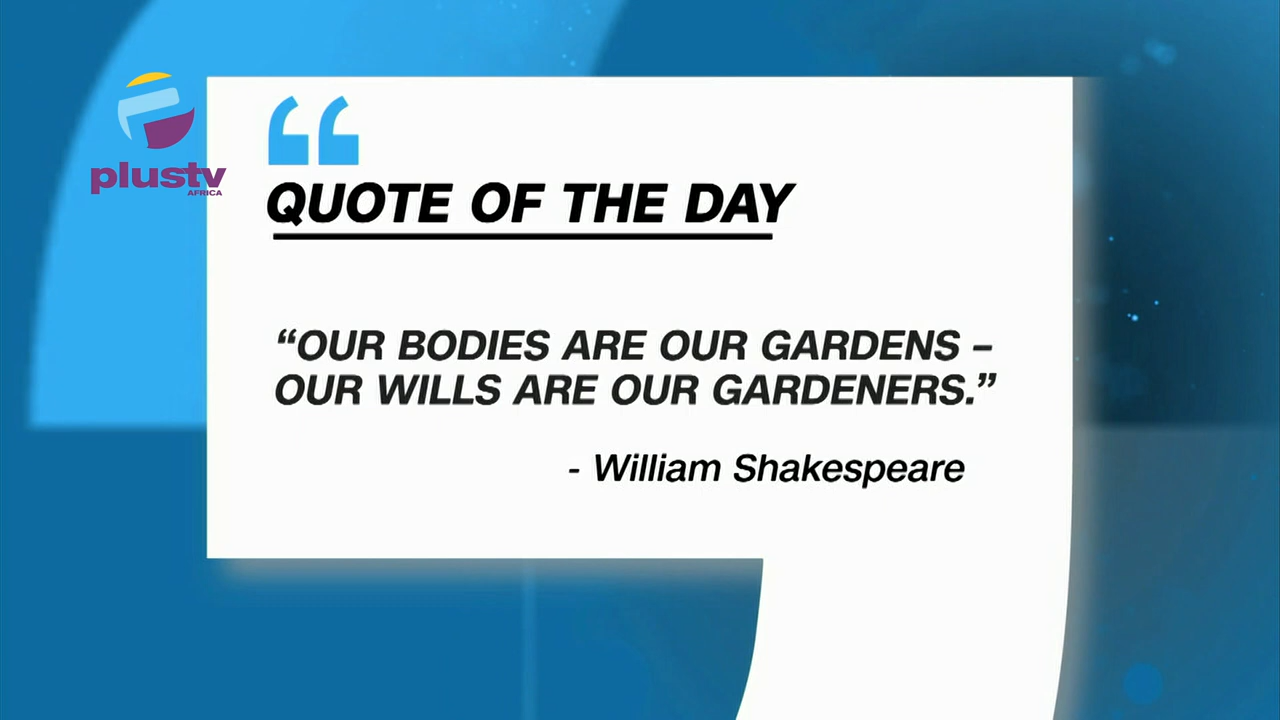 plustv
AFRICA
QUOTE OF THE DAY
“OUR BODIES ARE OUR GARDENS –
OUR WILLS ARE OUR GARDENERS.”
- William Shakespeare